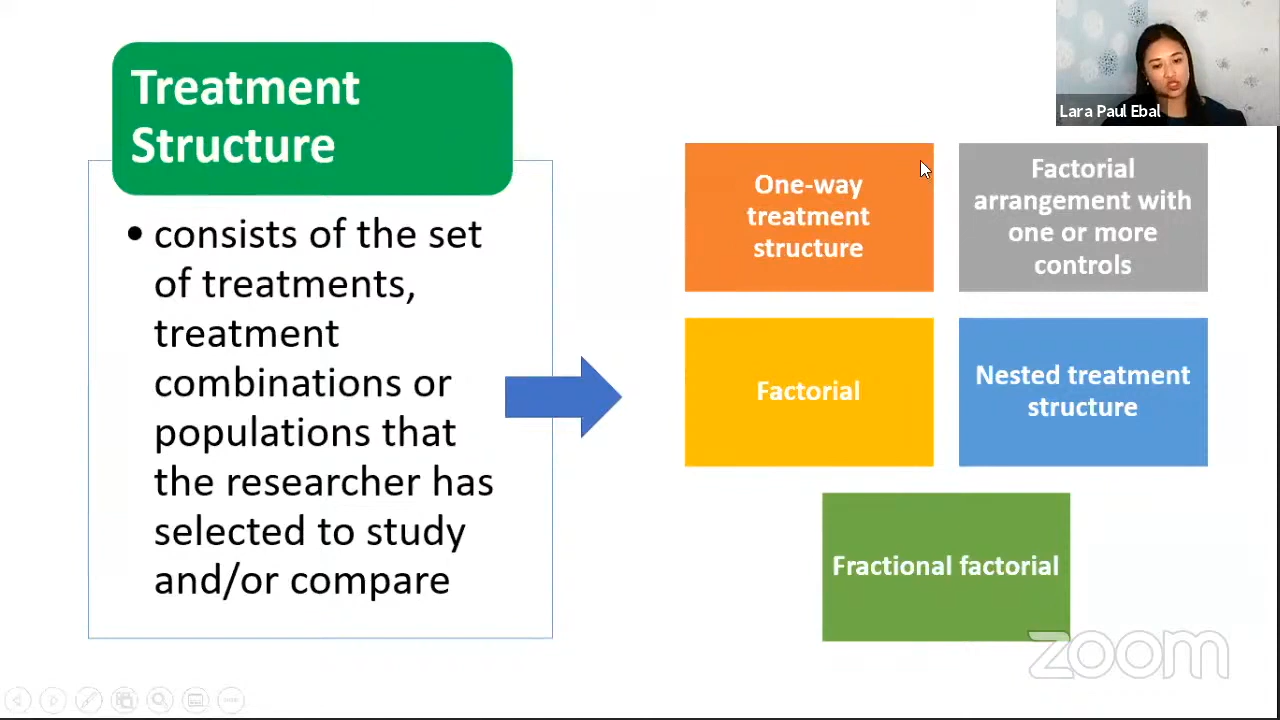 Treatment
Structure
• consists of the set
of treatments,
treatment
combinations or
populations that
the researcher has
selected to study
and/or compare
One-way
treatment
structure
Factorial
arrangement with
one or more
controls
Factorial
Nested treatment
structure
Fractional factorial
Lara Paul Ebal
zoom